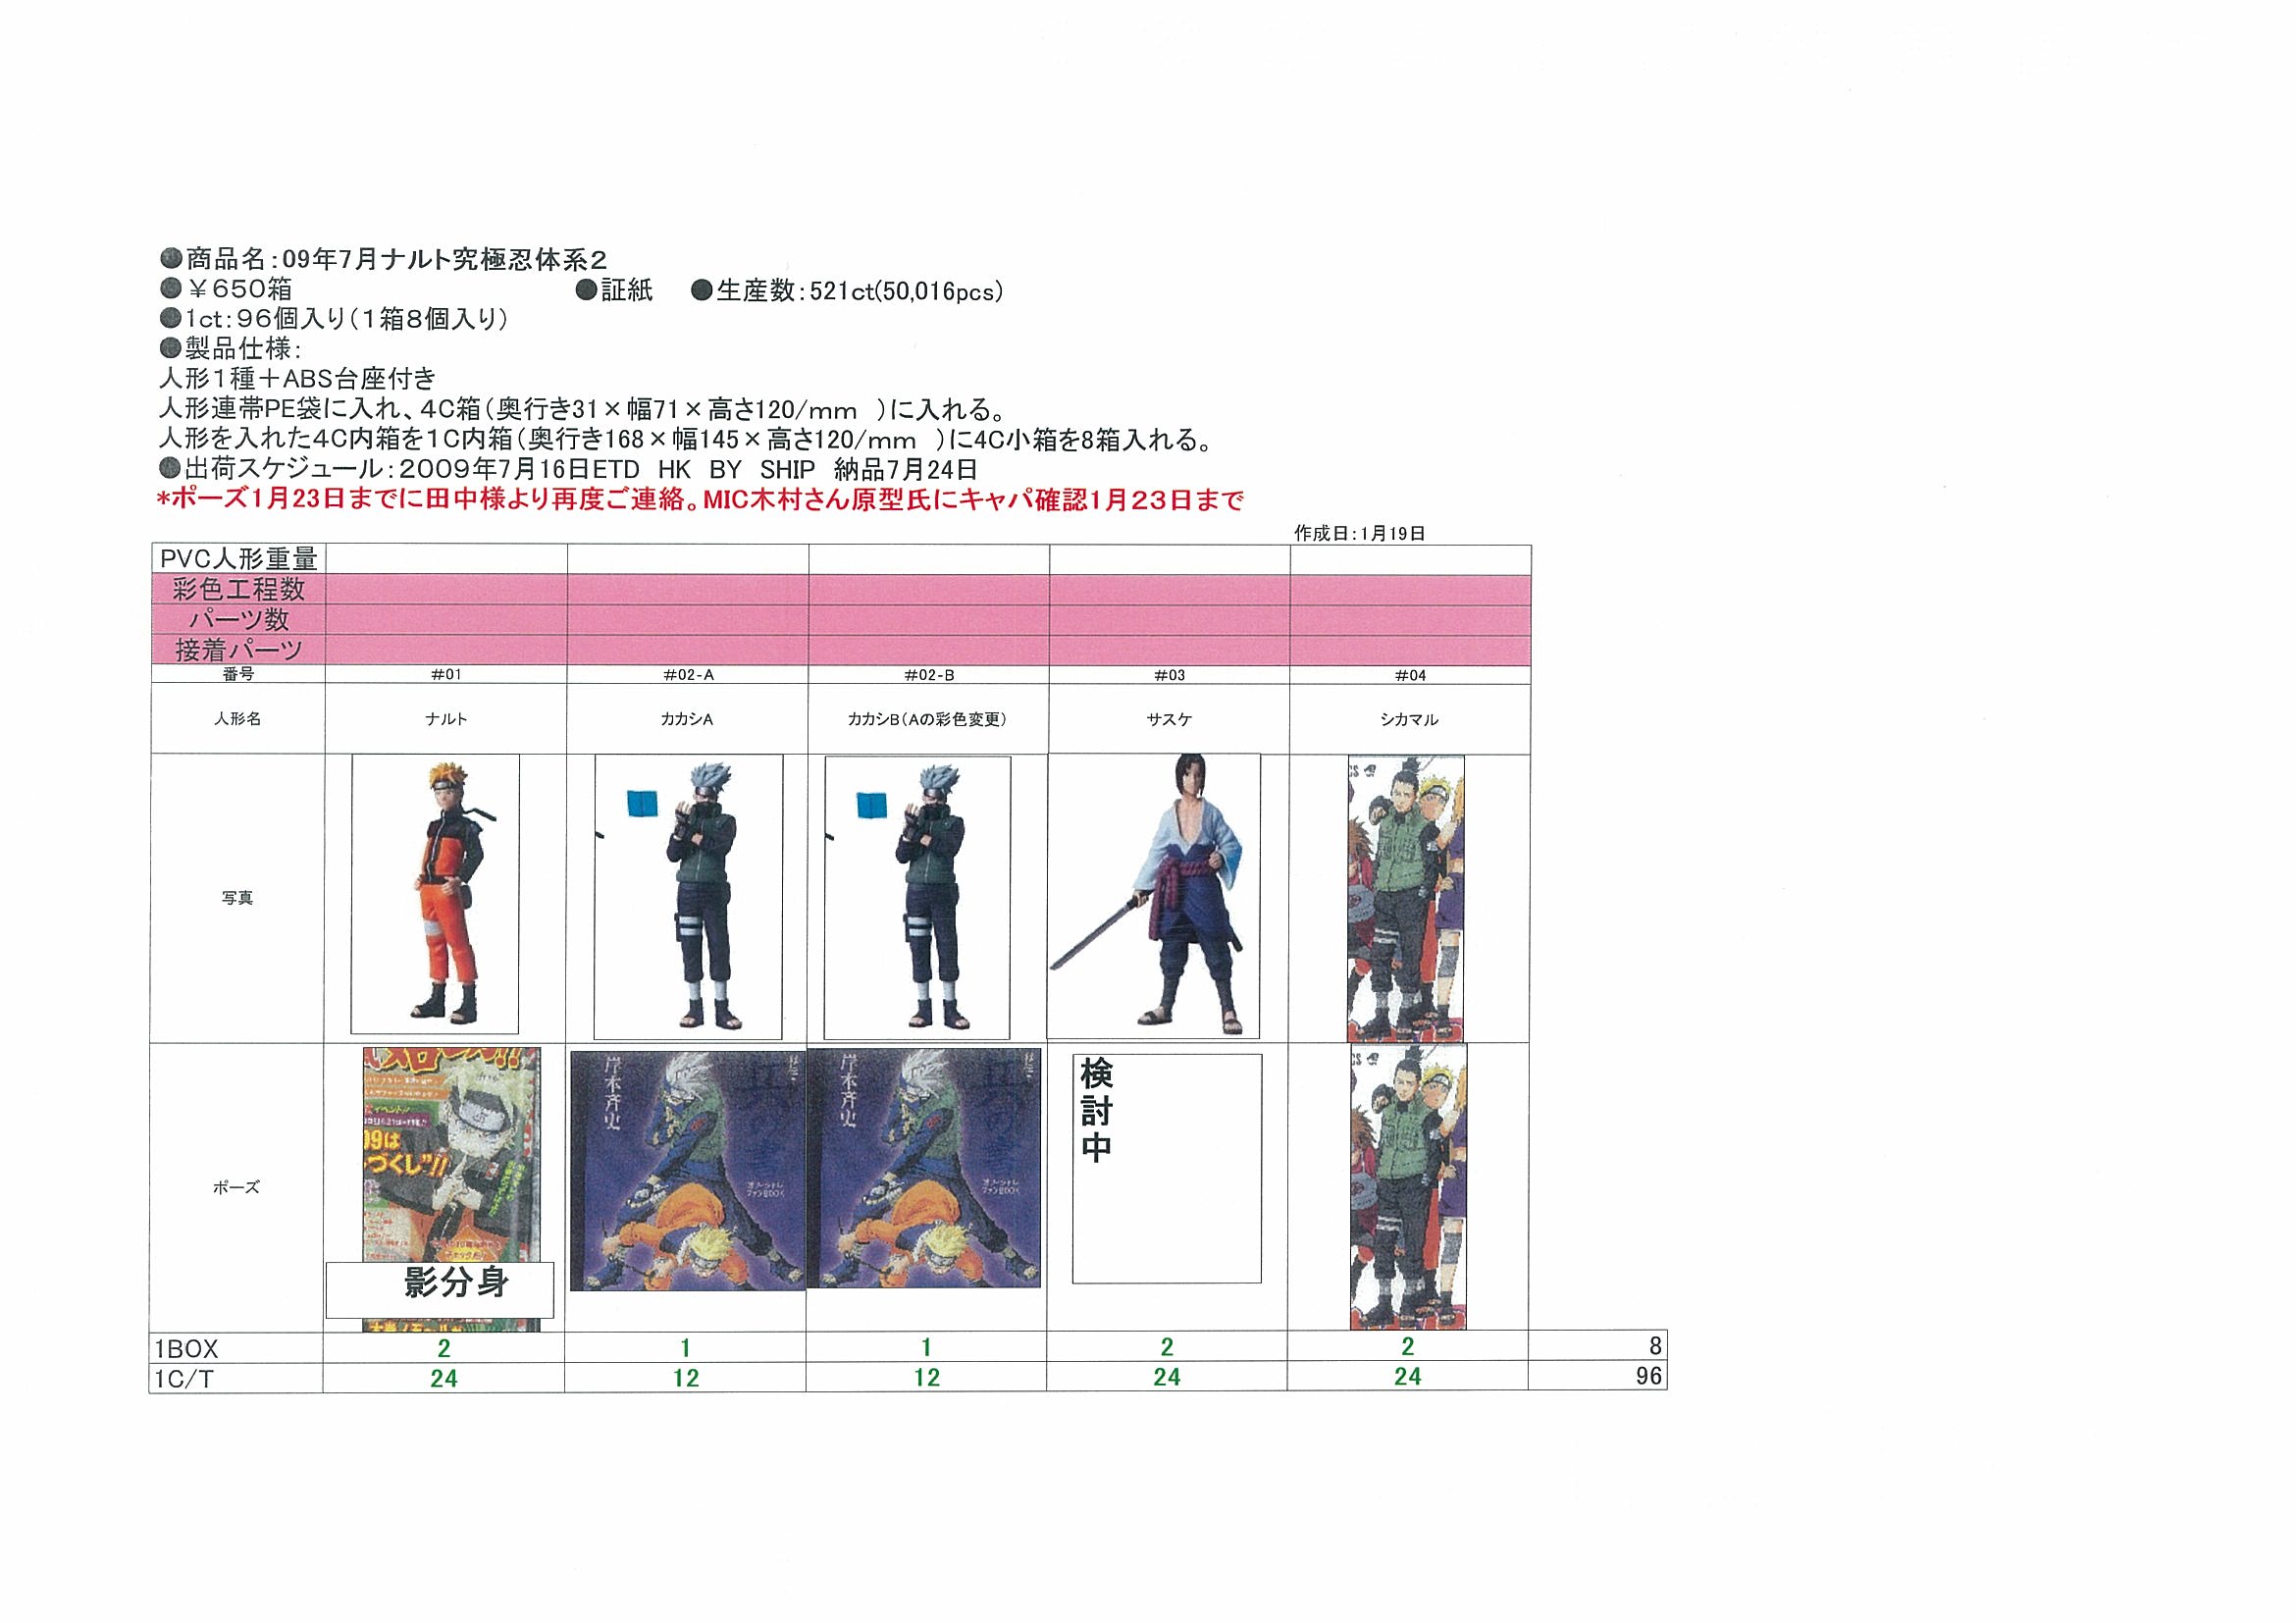 ●商品名:09年7月ナルト究極忍体系2
●￥650箱 ●証紙 ●生産数:521ct(50,016pcs)
●1ct:96個入り(1箱8個入り)
●製品仕様:
人形1種+ABS台座付き
人形連帯PE袋に入れ、4C箱(奥行き31×幅71×高さ120/mm )に入れる。
人形を入れた4C内箱を1C内箱(奥行き168×幅145×高さ120/mm )に4C小箱を8箱入れる。
●出荷スケジュール:2009年7月16日ETD HK BY SHIP 納品7月24日
*ポーズ1月23日までに田中様より再度ご連絡。MIC木村さん原型氏にキャパ確認1月23日まで
作成日:1月19日
PVC人形重量
彩色工程数
パーツ数
接着パーツ
番号 #01 #02-A #02-B #03 #04
人形名 ナルト カカシA カカシB(Aの彩色変更) サスケ シカマル
写真
ポーズ
09は
づくし"!!
影分身
岸本斉史
岸本斉史
検討中
1BOX 2 1 1 2 2 8
1C/T 24 12 12 24 24 96